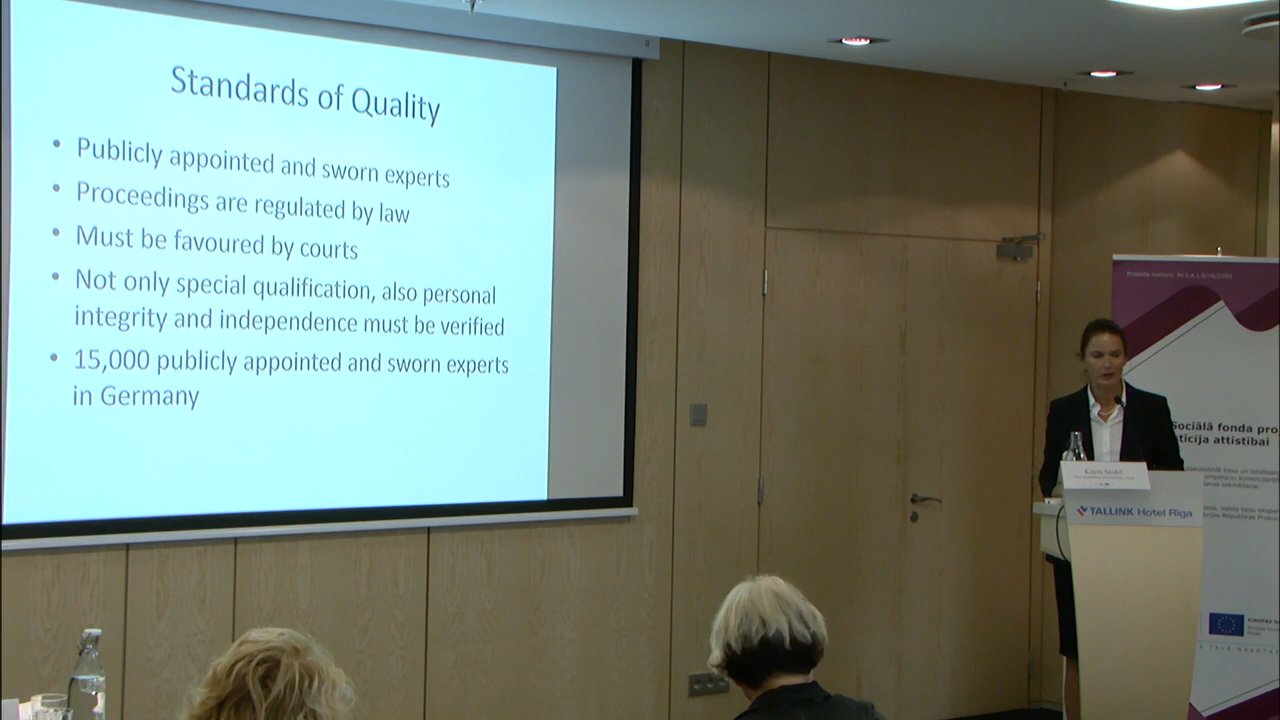 Standards of Quality
• Publicly appointed and sworn experts
• Proceedings are regulated by law
• Must be favoured by courts
• Not only special qualification, also personal
integrity and independence must be verified
• 15,000 publicly appointed and sworn experts
in Germany
Sociālā fonda pro
sticija attīstībai
TALLINK Hotel Riga